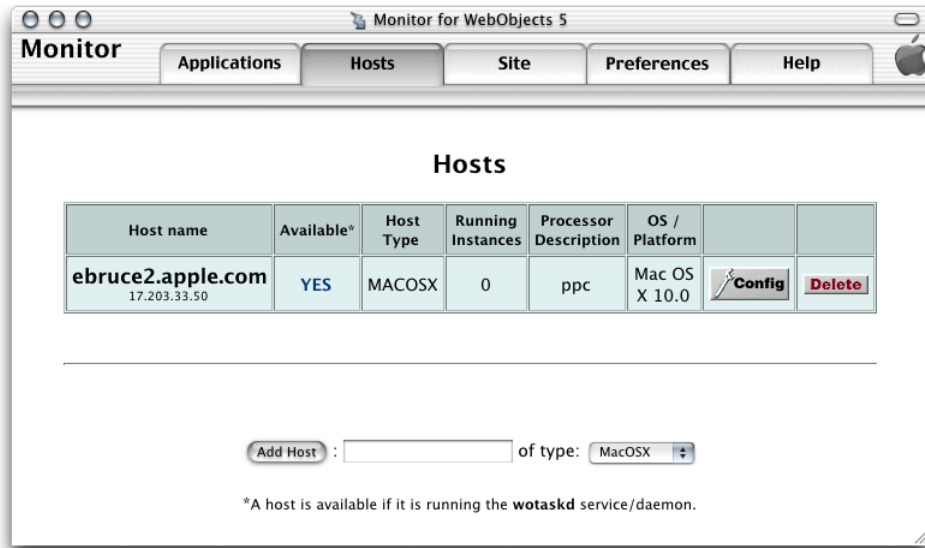 Monitor for WebObjects 5
Monitor
Applications
Hosts
Site
Preferences
Help
Hosts
Host name
Available*
Host
Type
Running
Instances
Processor
Description
OS /
Platform
ebruce2.apple.com
17.203.33.50
YES
MACOSX
0
ppc
Mac OS
X 10.0
Config
Delete
Add Host : of type: MacOSX
*A host is available if it is running the wotaskd service/daemon.